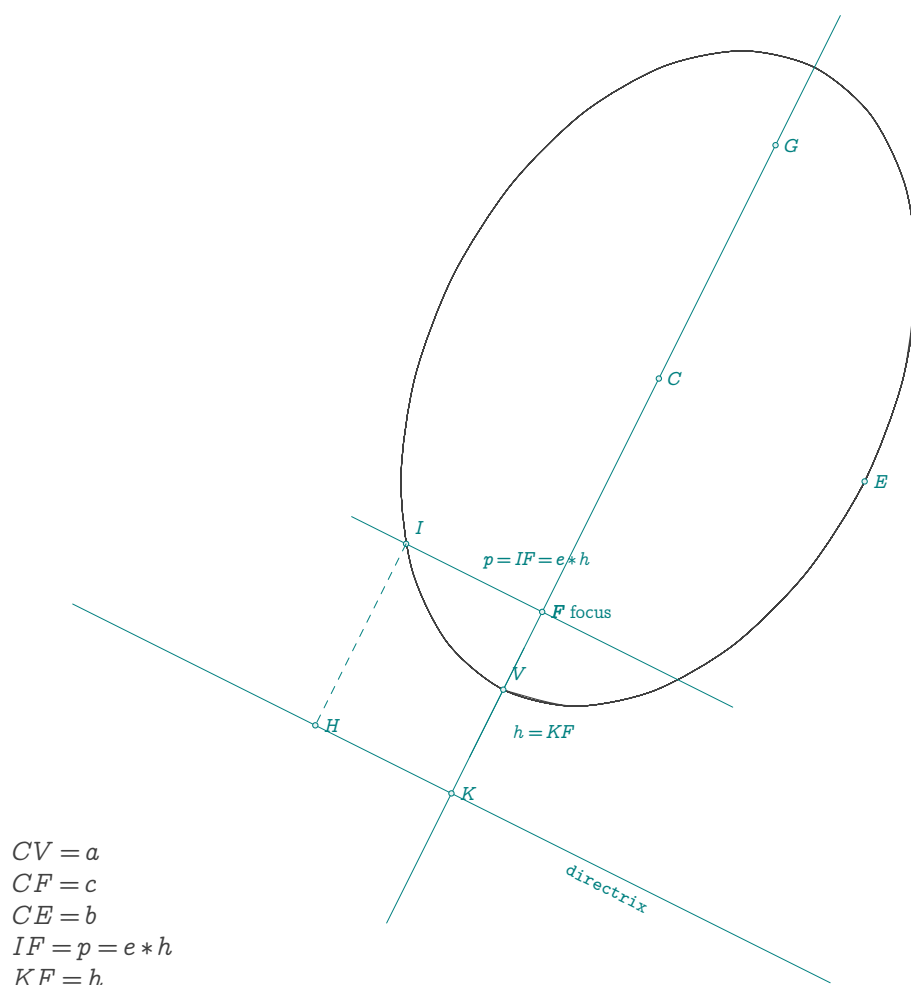 G
C
E
I
p = IF = e * h
F focus
V
H
h = KF
K
directrix
CV = a
CF = c
CE = b
IF = p = e * h
KF = h